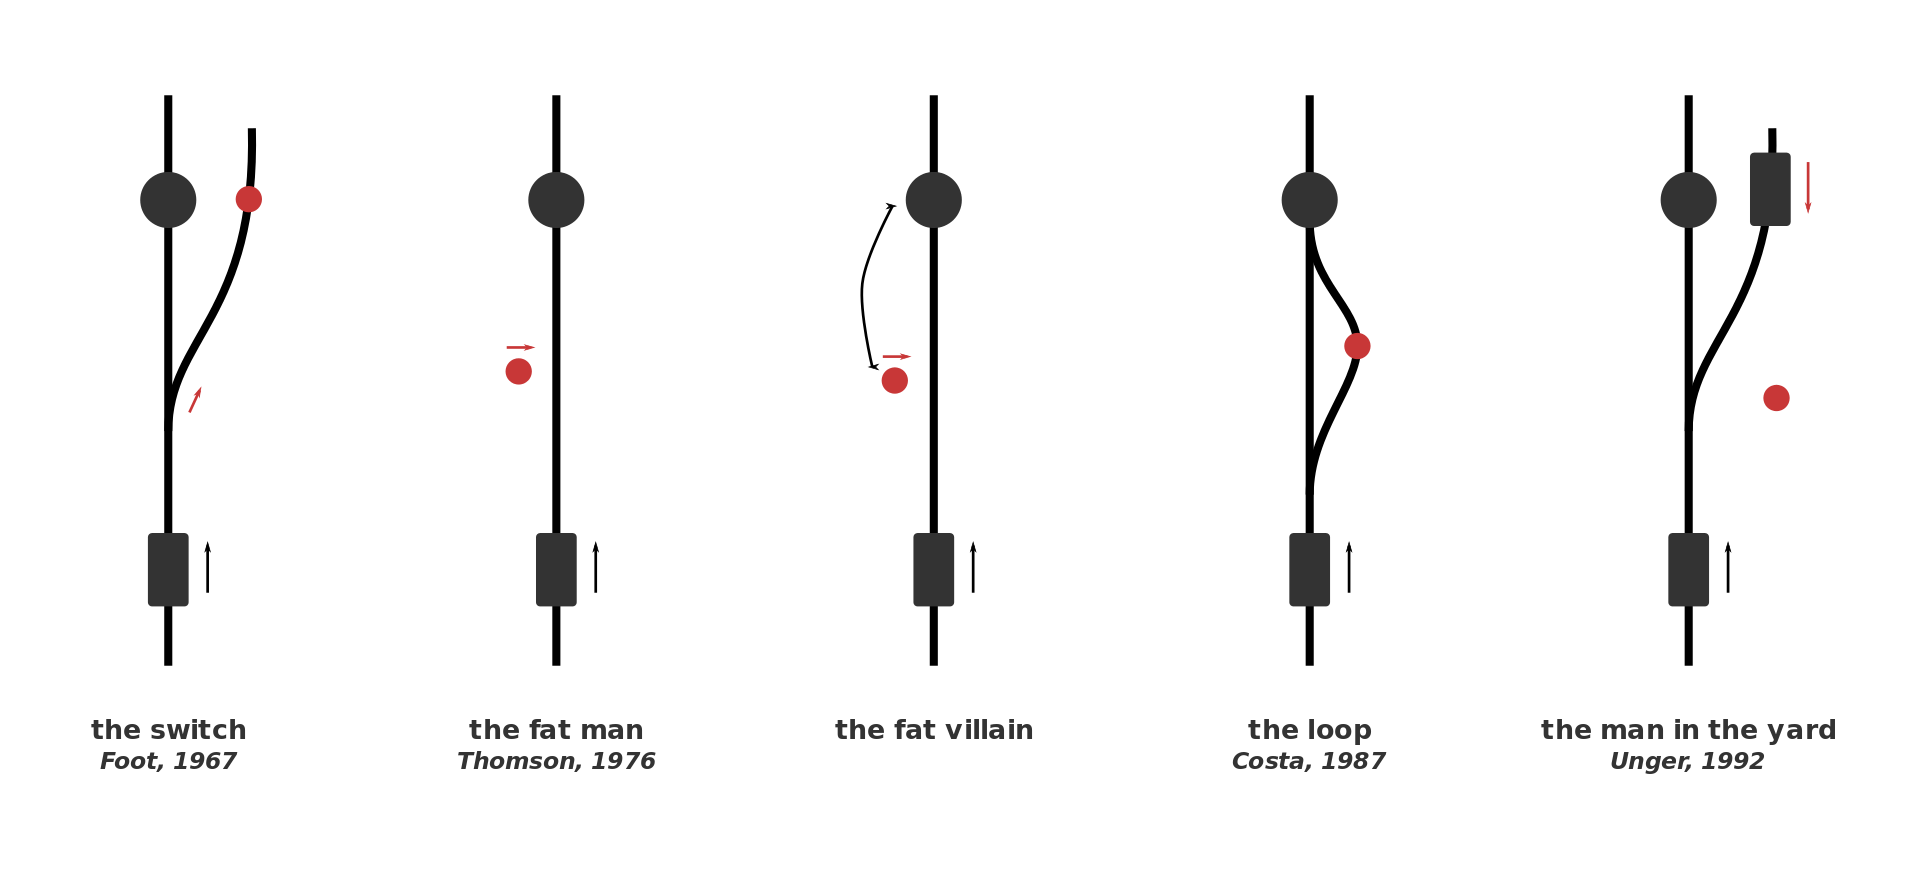 the switch
Foot, 1967
the fat man
Thomson, 1976
the fat villain
the loop
Costa, 1987
the man in the yard
Unger, 1992